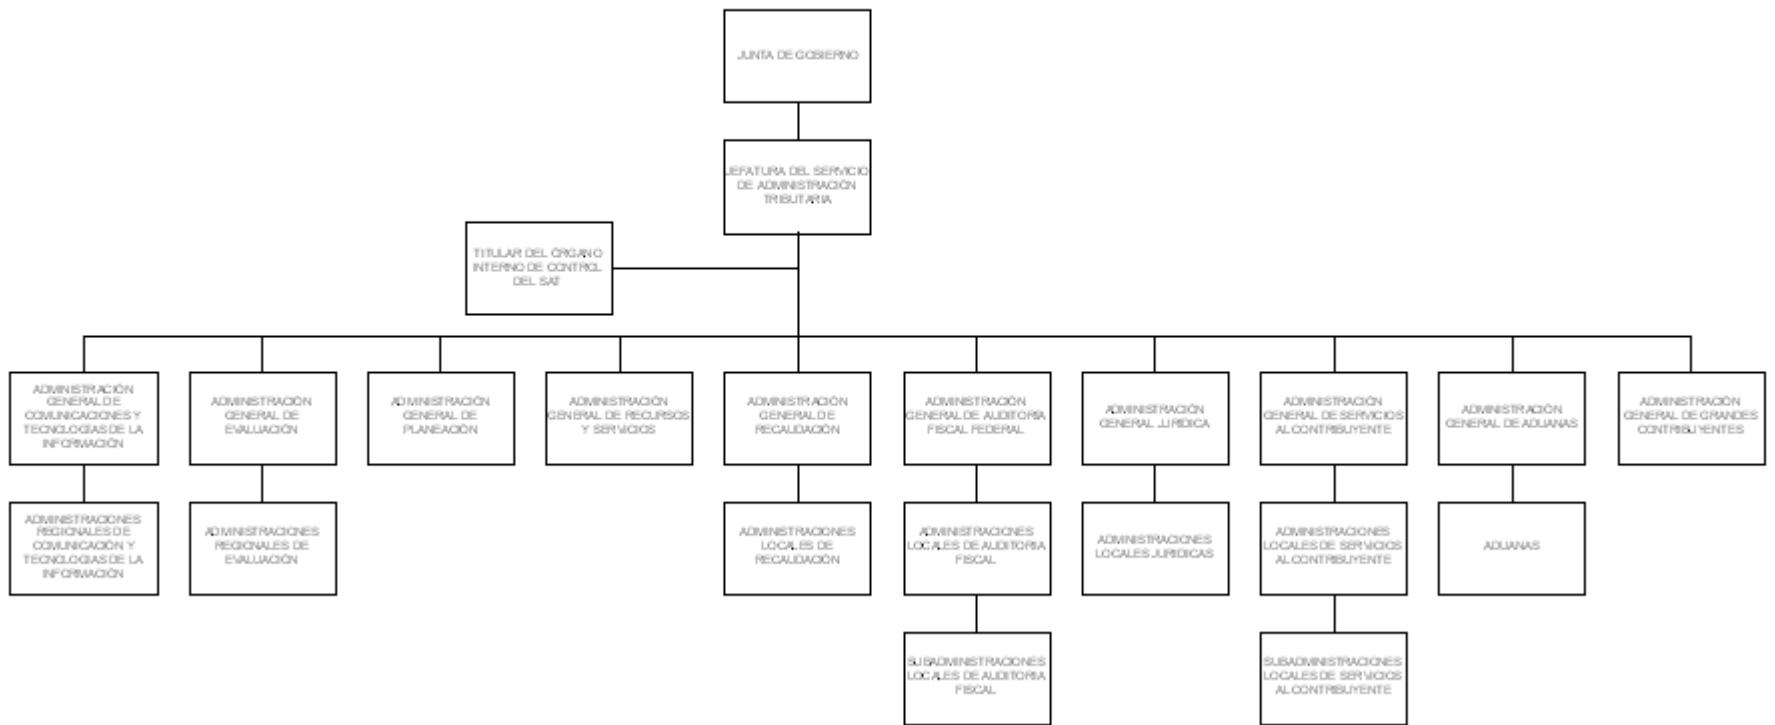 JUNTA DE GOBIERNO
JEFATURA DEL SERVICIO
DE ADMINISTRACIÓN
TRIBUTARIA
TITULAR DEL ÓRGANO
INTERNO DE CONTROL
DEL SAT
ADMINISTRACIÓN
GENERAL DE
COMUNICACIONES Y
TECNOLOGÍAS DE LA
INFORMACIÓN
ADMINISTRACIÓN
GENERAL DE
EVALUACIÓN
ADMINISTRACIÓN
GENERAL DE
PLANEACIÓN
ADMINISTRACIÓN
GENERAL DE RECURSOS
Y SERVICIOS
ADMINISTRACIÓN
GENERAL DE
RECAUDACIÓN
ADMINISTRACIÓN
GENERAL DE AUDITORÍA
FISCAL FEDERAL
ADMINISTRACIÓN
GENERAL JURÍDICA
ADMINISTRACIÓN
GENERAL DE SERVICIOS
AL CONTRIBUYENTE
ADMINISTRACIÓN
GENERAL DE ADUANAS
ADMINISTRACIÓN
GENERAL DE GRANDES
CONTRIBUYENTES
ADMINISTRACIONES
REGIONALES DE
COMUNICACIÓN Y
TECNOLOGÍAS DE LA
INFORMACIÓN
ADMINISTRACIONES
REGIONALES DE
EVALUACIÓN
ADMINISTRACIONES
LOCALES DE
RECAUDACIÓN
ADMINISTRACIONES
LOCALES DE AUDITORÍA
FISCAL
ADMINISTRACIONES
LOCALES JURÍDICAS
ADMINISTRACIONES
LOCALES DE SERVICIOS
AL CONTRIBUYENTE
ADUANAS
SUBADMINISTRACIONES
LOCALES DE AUDITORÍA
FISCAL
SUBADMINISTRACIONES
LOCALES DE SERVICIOS
AL CONTRIBUYENTE